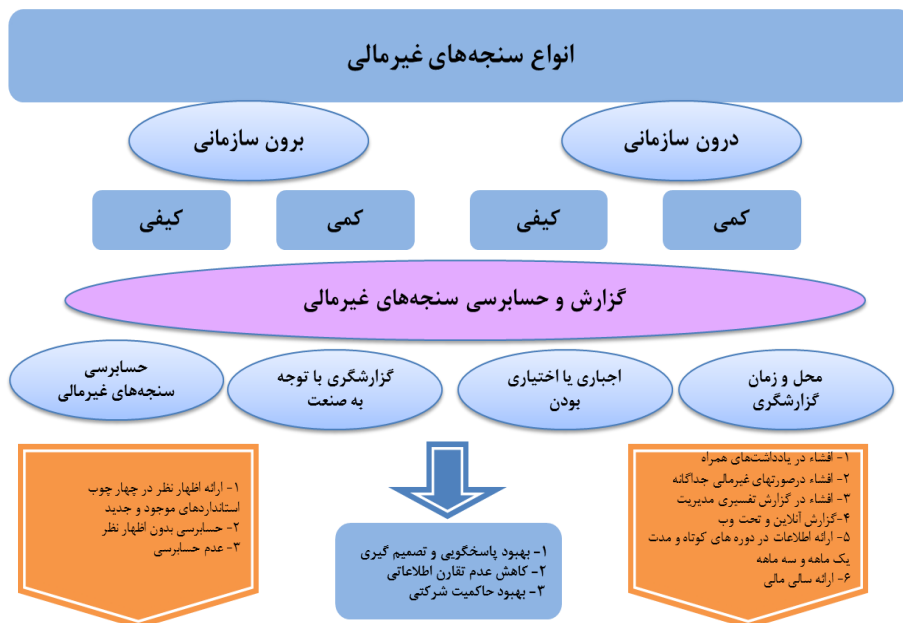 انواع سنجه‌های غیرمالی
درون سازمانی
برون سازمانی
کمی
کیفی
کمی
کیفی
گزارش و حسابرسی سنجه‌های غیرمالی
محل و زمان
گزارشگری
اجباری یا اختیاری
بودن
گزارشگری با توجه
به صنعت
حسابرسی
سنجه‌های غیرمالی
۱- افشاء در یادداشت‌های همراه
۲- افشاء درصورتهای غیرمالی جداگانه
۳- افشاء در گزارش تفسیری مدیریت
۴-گزارش آنلاین و تحت وب
۵- ارائه اطلاعات در دوره های کوتاه و مدت
یک ماهه و سه ماهه
۶- ارائه سالی مالی
۱- بهبود پاسخگویی و تصمیم گیری
۲- کاهش عدم تقارن اطلاعاتی
۳- بهبود حاکمیت شرکتی
۱- ارائه اظهار نظر در چهار چوب
استانداردهای موجود و جدید
۲- حسابرسی بدون اظهار نظر
۳- عدم حسابرسی